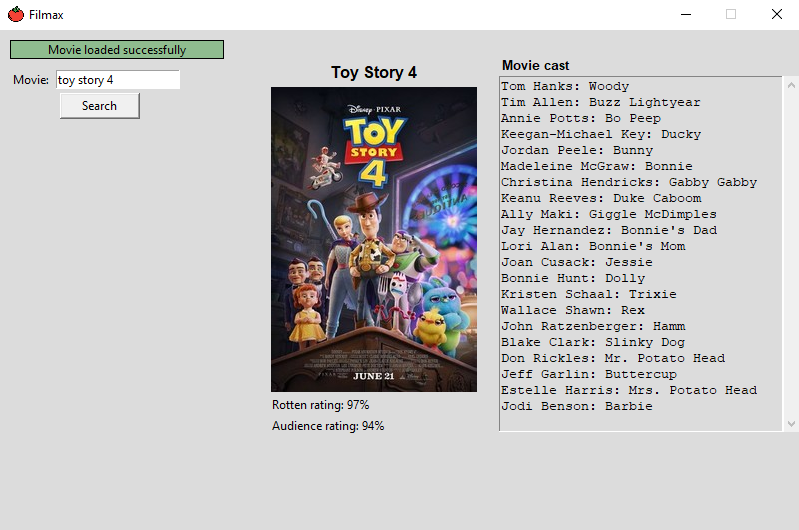 Filmax
Movie loaded successfully
Movie: toy story 4
Search
Toy Story 4
Disney · PIXAR
TOY
STORY
4
JUNE 21
Rotten rating: 97%
Audience rating: 94%
Movie cast
Tom Hanks: Woody
Tim Allen: Buzz Lightyear
Annie Potts: Bo Peep
Keegan-Michael Key: Ducky
Jordan Peele: Bunny
Madeleine McGraw: Bonnie
Christina Hendricks: Gabby Gabby
Keanu Reeves: Duke Caboom
Ally Maki: Giggle McDimples
Jay Hernandez: Bonnie's Dad
Lori Alan: Bonnie's Mom
Joan Cusack: Jessie
Bonnie Hunt: Dolly
Kristen Schaal: Trixie
Wallace Shawn: Rex
John Ratzenberger: Hamm
Blake Clark: Slinky Dog
Don Rickles: Mr. Potato Head
Jeff Garlin: Buttercup
Estelle Harris: Mrs. Potato Head
Jodi Benson: Barbie